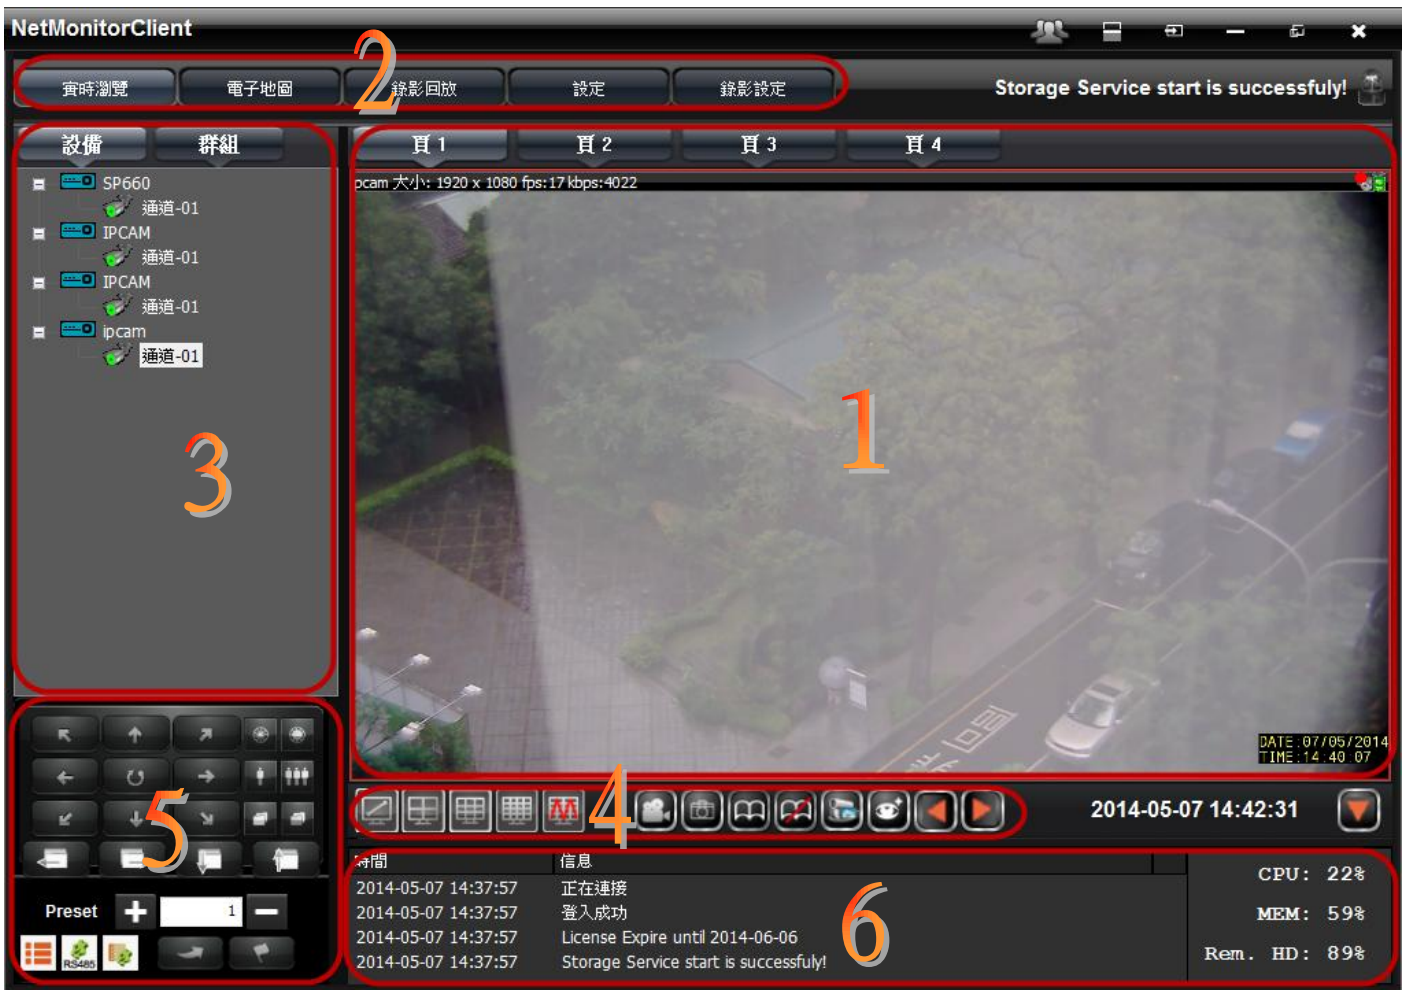 NetMonitorClient
2
實時瀏覽 電子地圖 錄影回放 設定 錄影設定
Storage Service start is successfuly!
設備 群組
頁 1 頁 2 頁 3 頁 4
pcam 大小: 1920 x 1080 fps:17 kbps:4022
SP660
通道-01
IPCAM
通道-01
IPCAM
通道-01
ipcam
通道-01
3
1
DATE:07/05/2014
TIME:14:40:07
4
2014-05-07 14:42:31
5
Preset 1
RS485
時間 信息
2014-05-07 14:37:57 正在連接
2014-05-07 14:37:57 登入成功
2014-05-07 14:37:57 License Expire until 2014-06-06
2014-05-07 14:37:57 Storage Service start is successfuly!
6
CPU: 22%
MEM: 59%
Rem. HD: 89%